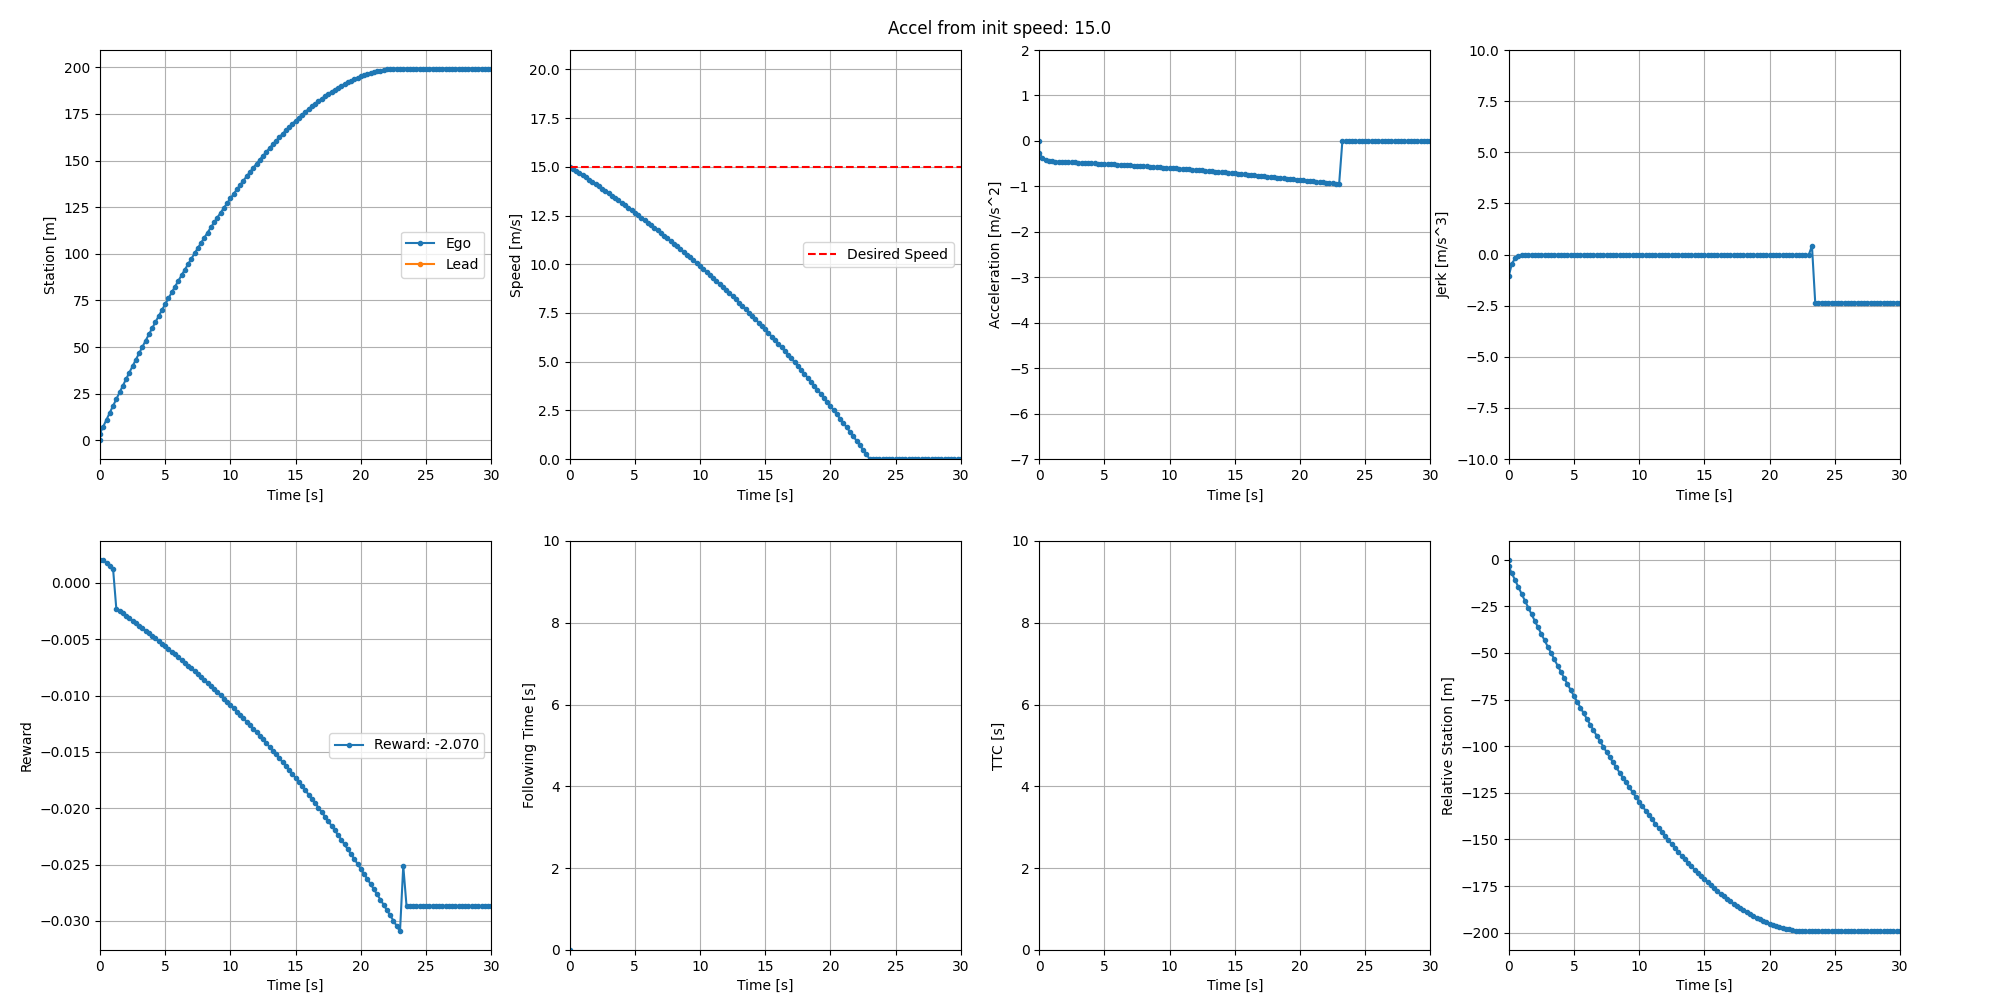 Accel from init speed: 15.0
200
175
150
125
100
75
50
25
0
Station [m]
Ego
Lead
0 5 10 15 20 25 30
Time [s]
20.0
17.5
15.0
12.5
10.0
7.5
5.0
2.5
0.0
Speed [m/s]
Desired Speed
0 5 10 15 20 25 30
Time [s]
2
1
0
−1
−2
−3
−4
−5
−6
−7
Acceleration [m/s^2]
0 5 10 15 20 25 30
Time [s]
10.0
7.5
5.0
2.5
0.0
−2.5
−5.0
−7.5
−10.0
Jerk [m/s^3]
0 5 10 15 20 25 30
Time [s]
0.000
−0.005
−0.010
−0.015
−0.020
−0.025
−0.030
Reward
Reward: -2.070
0 5 10 15 20 25 30
Time [s]
10
8
6
4
2
0
Following Time [s]
0 5 10 15 20 25 30
Time [s]
10
8
6
4
2
0
TTC [s]
0 5 10 15 20 25 30
Time [s]
0
−25
−50
−75
−100
−125
−150
−175
−200
Relative Station [m]
0 5 10 15 20 25 30
Time [s]